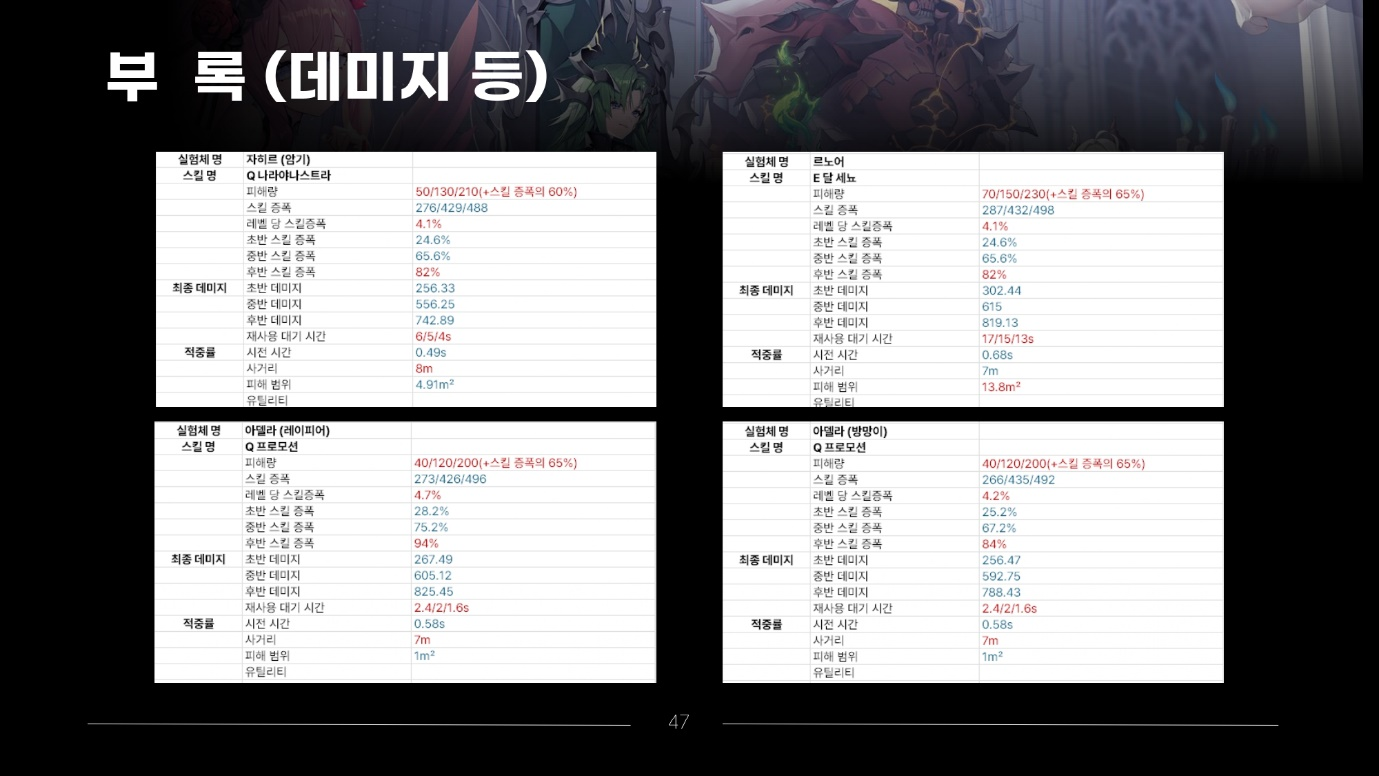 부 록 (데미지 등)
실험체 명 자히르 (암기)
스킬 명 Q 나라야나스트라
피해량 50/130/210(+스킬 증폭의 60%)
스킬 증폭 276/429/488
레벨 당 스킬증폭 4.1%
초반 스킬 증폭 24.6%
중반 스킬 증폭 65.6%
후반 스킬 증폭 82%
최종 데미지 초반 데미지 256.33
중반 데미지 556.25
후반 데미지 742.89
재사용 대기 시간 6/5/4s
적중률 시전 시간 0.49s
사거리 8m
피해 범위 4.91m²
유틸리티
실험체 명 르노어
스킬 명 E 달 세뇨
피해량 70/150/230(+스킬 증폭의 65%)
스킬 증폭 287/432/498
레벨 당 스킬증폭 4.1%
초반 스킬 증폭 24.6%
중반 스킬 증폭 65.6%
후반 스킬 증폭 82%
최종 데미지 초반 데미지 302.44
중반 데미지 615
후반 데미지 819.13
재사용 대기 시간 17/15/13s
적중률 시전 시간 0.68s
사거리 7m
피해 범위 13.8m²
유틸리티
실험체 명 아델라 (레이피어)
스킬 명 Q 프로모션
피해량 40/120/200(+스킬 증폭의 65%)
스킬 증폭 273/426/496
레벨 당 스킬증폭 4.7%
초반 스킬 증폭 28.2%
중반 스킬 증폭 75.2%
후반 스킬 증폭 94%
최종 데미지 초반 데미지 267.49
중반 데미지 605.12
후반 데미지 825.45
재사용 대기 시간 2.4/2/1.6s
적중률 시전 시간 0.58s
사거리 7m
피해 범위 1m²
유틸리티
실험체 명 아델라 (방망이)
스킬 명 Q 프로모션
피해량 40/120/200(+스킬 증폭의 65%)
스킬 증폭 266/435/492
레벨 당 스킬증폭 4.2%
초반 스킬 증폭 25.2%
중반 스킬 증폭 67.2%
후반 스킬 증폭 84%
최종 데미지 초반 데미지 256.47
중반 데미지 592.75
후반 데미지 788.43
재사용 대기 시간 2.4/2/1.6s
적중률 시전 시간 0.58s
사거리 7m
피해 범위 1m²
유틸리티
47